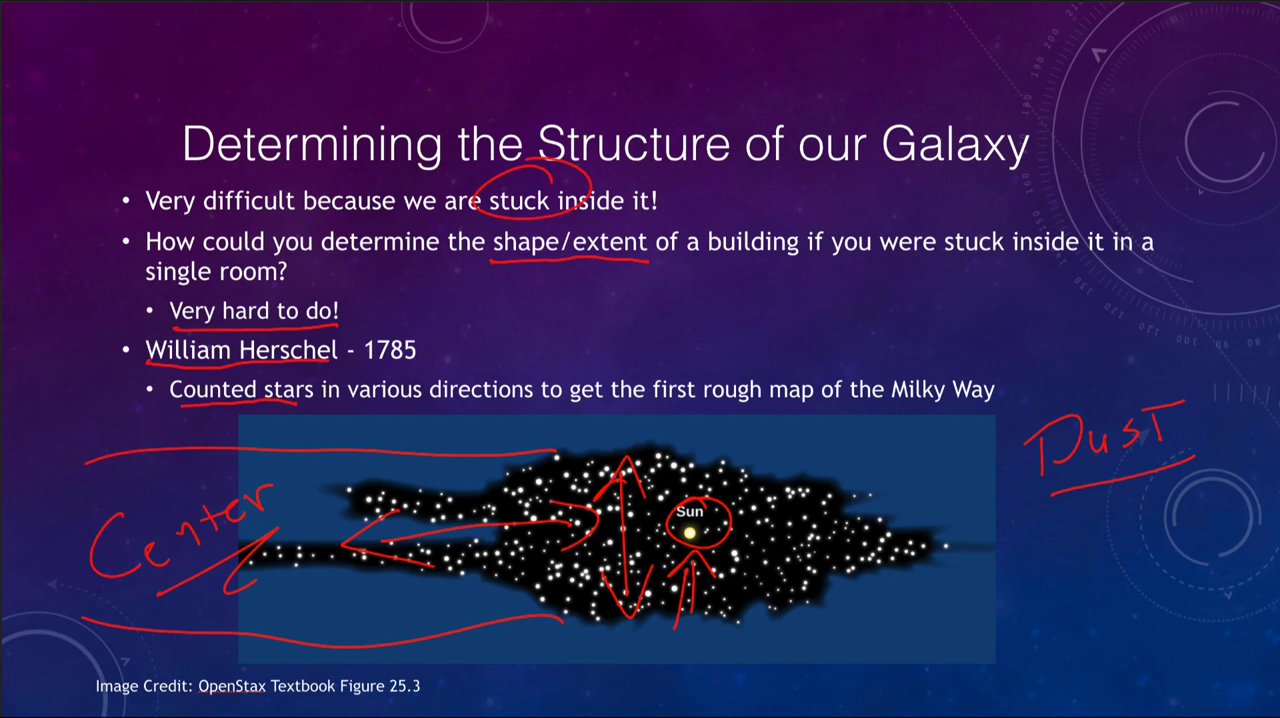 Determining the Structure of our Galaxy
• Very difficult because we are stuck inside it!
• How could you determine the shape/extent of a building if you were stuck inside it in a
single room?
• Very hard to do!
• William Herschel - 1785
• Counted stars in various directions to get the first rough map of the Milky Way
Dust
Sun
Center
Image Credit: OpenStax Textbook Figure 25.3